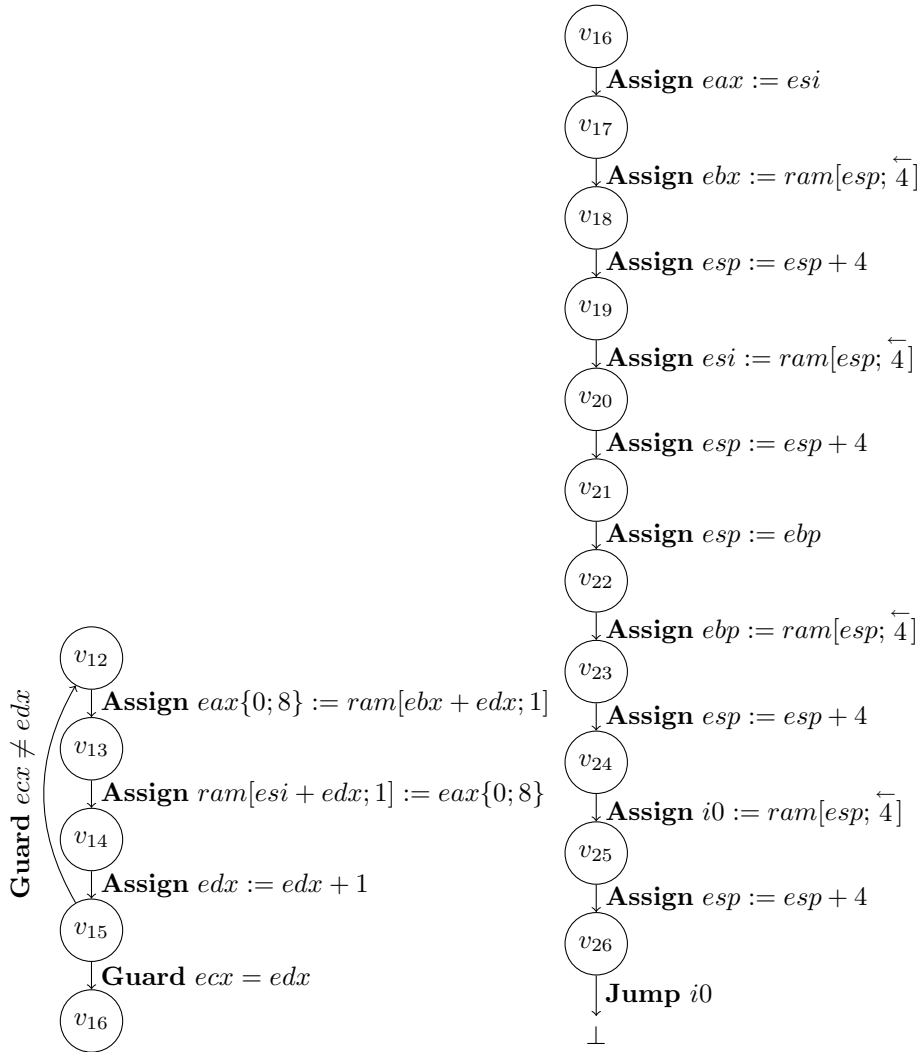 v16
Assign eax := esi
v17
Assign ebx := ram[esp; ←4]
v18
Assign esp := esp + 4
v19
Assign esi := ram[esp; ←4]
v20
Assign esp := esp + 4
v21
Assign esp := ebp
v22
Assign ebp := ram[esp; ←4]
v23
Assign esp := esp + 4
v24
Assign i0 := ram[esp; ←4]
v25
Assign esp := esp + 4
v26
Jump i0
⊥
v12
Assign eax{0; 8} := ram[ebx + edx; 1]
v13
Assign ram[esi + edx; 1] := eax{0; 8}
v14
Assign edx := edx + 1
v15
Guard ecx = edx
v16
Guard ecx ≠ edx